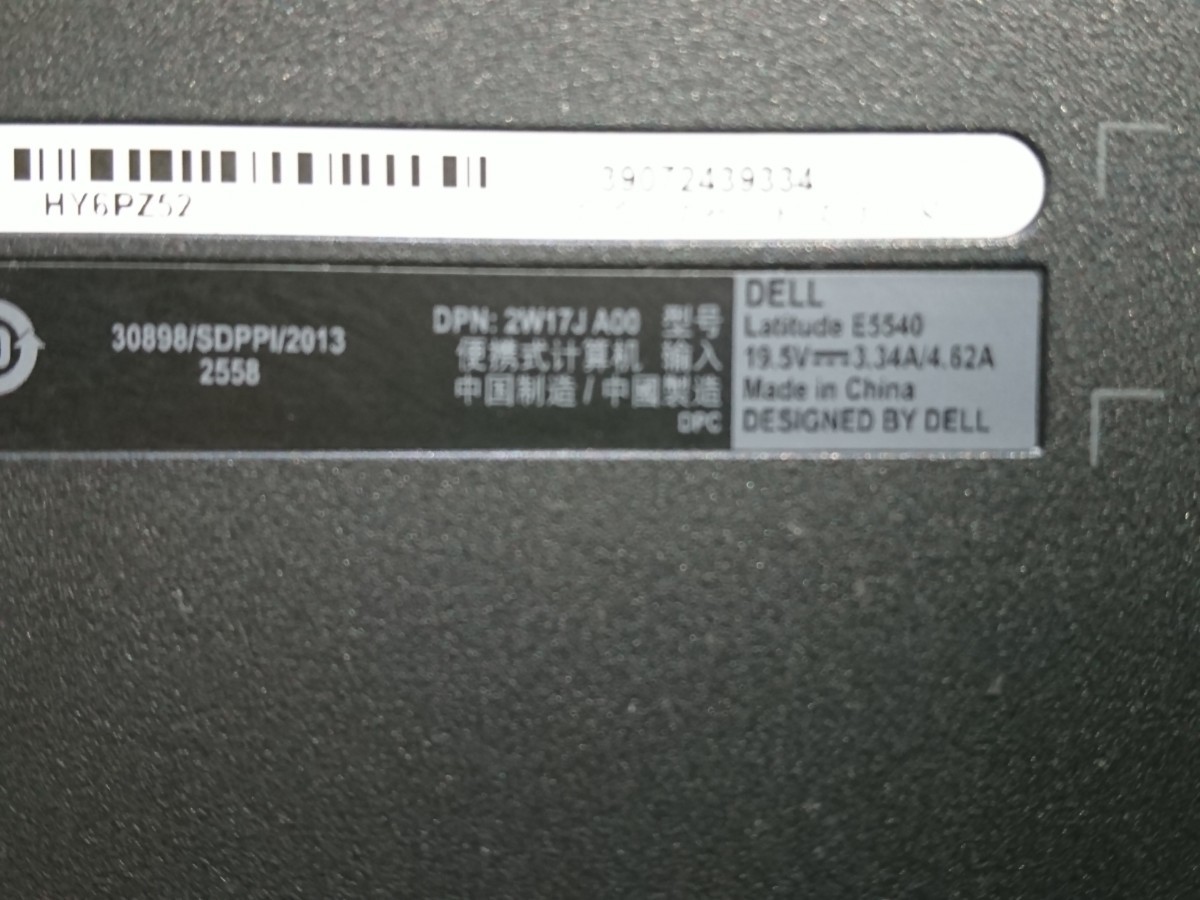 HY6PZ52
39072439334
30898/SDPPI/2013
2558
DPN: 2W17J A00 型号
便携式计算机 输入
中国制造 / 中國製造
DPC
DELL
Latitude E5540
19.5V⎓3.34A/4.62A
Made in China
DESIGNED BY DELL